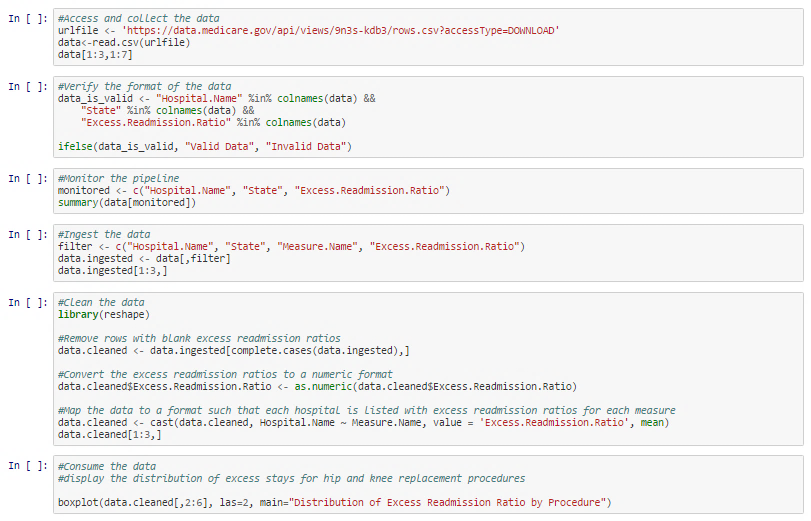 In [ ]: #Access and collect the data
urlfile <- 'https://data.medicare.gov/api/views/9n3s-kdb3/rows.csv?accessType=DOWNLOAD'
data<-read.csv(urlfile)
data[1:3,1:7]
In [ ]: #Verify the format of the data
data_is_valid <- "Hospital.Name" %in% colnames(data) &&
"State" %in% colnames(data) &&
"Excess.Readmission.Ratio" %in% colnames(data)
ifelse(data_is_valid, "Valid Data", "Invalid Data")
In [ ]: #Monitor the pipeline
monitored <- c("Hospital.Name", "State", "Excess.Readmission.Ratio")
summary(data[monitored])
In [ ]: #Ingest the data
filter <- c("Hospital.Name", "State", "Measure.Name", "Excess.Readmission.Ratio")
data.ingested <- data[,filter]
data.ingested[1:3,]
In [ ]: #Clean the data
library(reshape)
#Remove rows with blank excess readmission ratios
data.cleaned <- data.ingested[complete.cases(data.ingested),]
#Convert the excess readmission ratios to a numeric format
data.cleaned$Excess.Readmission.Ratio <- as.numeric(data.cleaned$Excess.Readmission.Ratio)
#Map the data to a format such that each hospital is listed with excess readmission ratios for each measure
data.cleaned <- cast(data.cleaned, Hospital.Name ~ Measure.Name, value = 'Excess.Readmission.Ratio', mean)
data.cleaned[1:3,]
In [ ]: #Consume the data
#display the distribution of excess stays for hip and knee replacement procedures
boxplot(data.cleaned[,2:6], las=2, main="Distribution of Excess Readmission Ratio by Procedure")